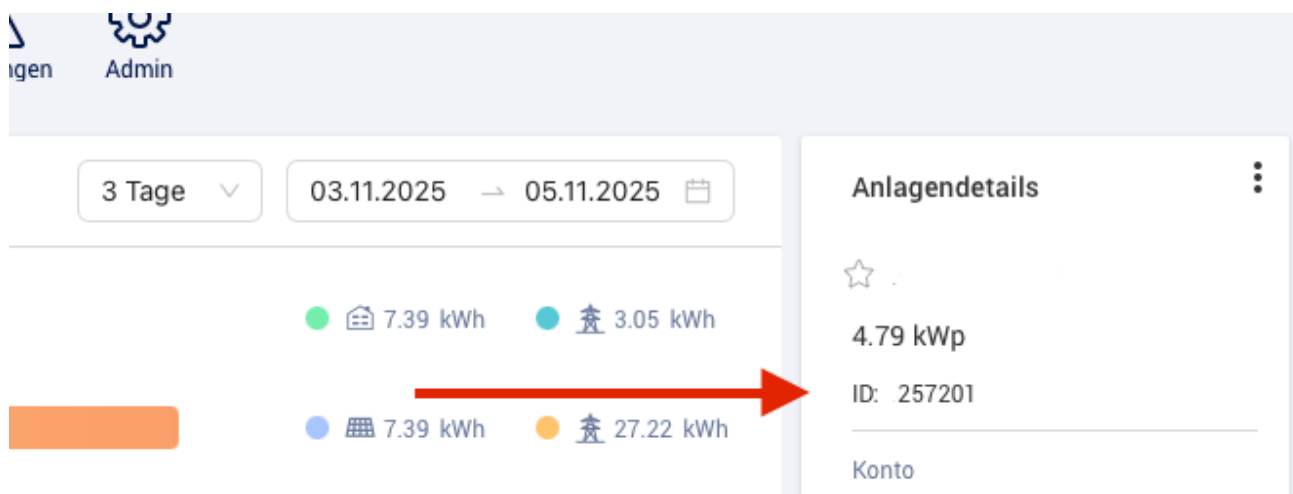 ngen
Admin
3 Tage
03.11.2025 → 05.11.2025
Anlagendetails
7.39 kWh
3.05 kWh
4.79 kWp
ID: 257201
7.39 kWh
27.22 kWh
Konto